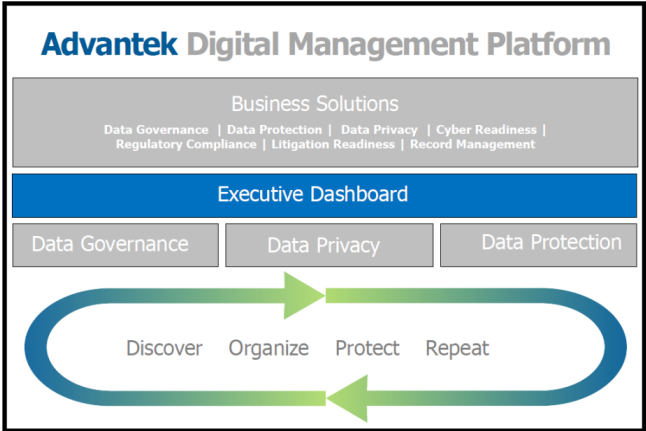 Advantek Digital Management Platform
Business Solutions
Data Governance | Data Protection | Data Privacy | Cyber Readiness |
Regulatory Compliance | Litigation Readiness | Record Management
Executive Dashboard
Data Governance Data Privacy Data Protection
Discover Organize Protect Repeat